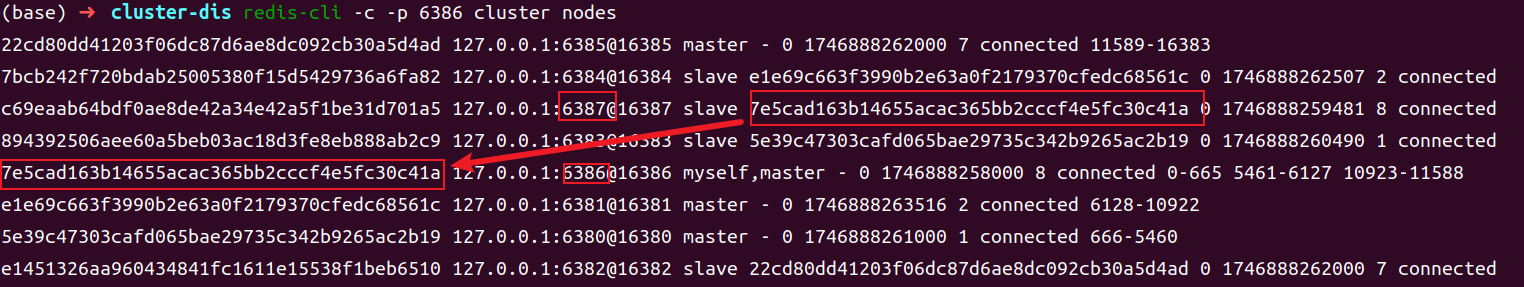 (base) ➜ cluster-dis redis-cli -c -p 6386 cluster nodes
22cd80dd41203f06dc87d6ae8dc092cb30a5d4ad 127.0.0.1:6385@16385 master - 0 1746888262000 7 connected 11589-16383
7bcb242f720bdab25005380f15d5429736a6fa82 127.0.0.1:6384@16384 slave e1e69c663f3990b2e63a0f2179370cfedc68561c 0 1746888262507 2 connected
c69eaab64bdf0ae8de42a34e42a5f1be31d701a5 127.0.0.1:6387@16387 slave 7e5cad163b14655acac365bb2cccf4e5fc30c41a 0 1746888259481 8 connected
894392506aee60a5beb03ac18d3fe8eb888ab2c9 127.0.0.1:6383@16383 slave 5e39c47303cafd065bae29735c342b9265ac2b19 0 1746888260490 1 connected
7e5cad163b14655acac365bb2cccf4e5fc30c41a 127.0.0.1:6386@16386 myself,master - 0 1746888258000 8 connected 0-665 5461-6127 10923-11588
e1e69c663f3990b2e63a0f2179370cfedc68561c 127.0.0.1:6381@16381 master - 0 1746888263516 2 connected 6128-10922
5e39c47303cafd065bae29735c342b9265ac2b19 127.0.0.1:6380@16380 master - 0 1746888261000 1 connected 666-5460
e1451326aa960434841fc1611e15538f1beb6510 127.0.0.1:6382@16382 slave 22cd80dd41203f06dc87d6ae8dc092cb30a5d4ad 0 1746888262000 7 connected